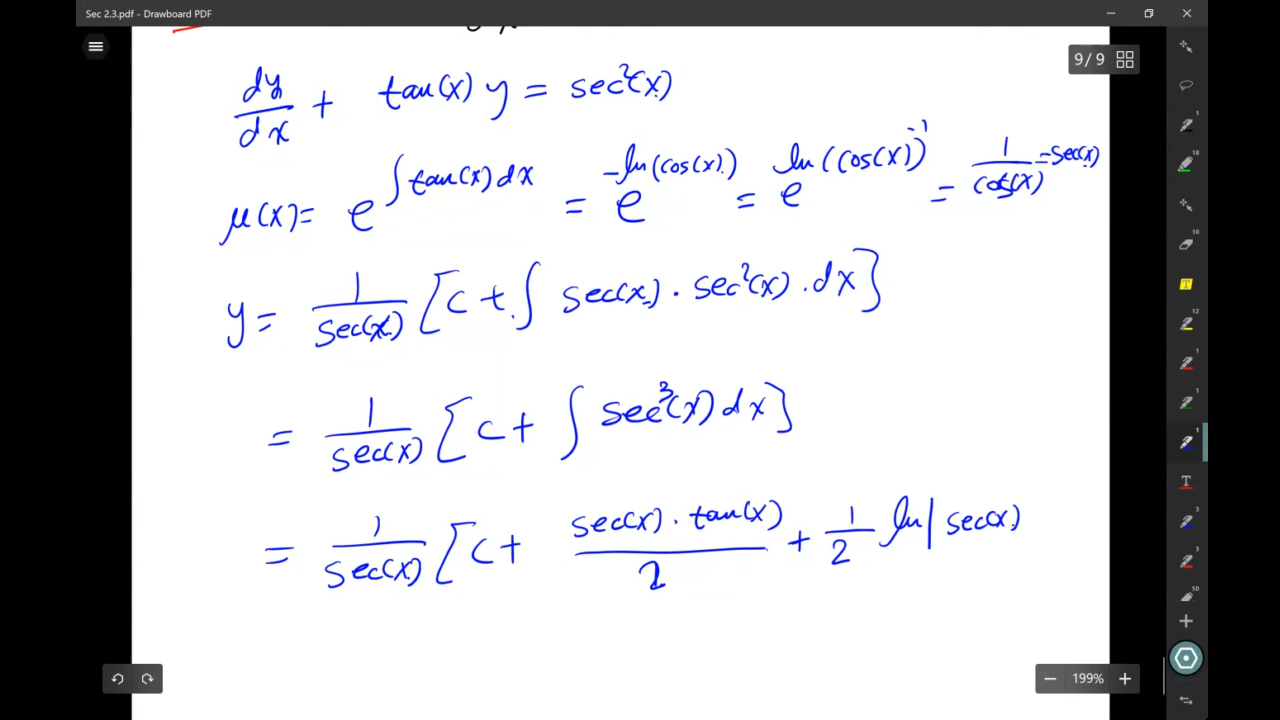 Sec 2.3.pdf - Drawboard PDF
9/9
dy/dx + tan(x) y = sec²(x)
μ(x) = e^∫tan(x)dx = e^-ln(cos(x)) = e^ln(cos(x))^-1 = 1/cos(x) = sec(x)
y = 1/sec(x) [c + ∫ sec(x) · sec²(x) · dx]
= 1/sec(x) [c + ∫ sec³(x) dx]
= 1/sec(x) [c + sec(x) · tan(x)/2 + 1/2 ln| sec(x)
199%